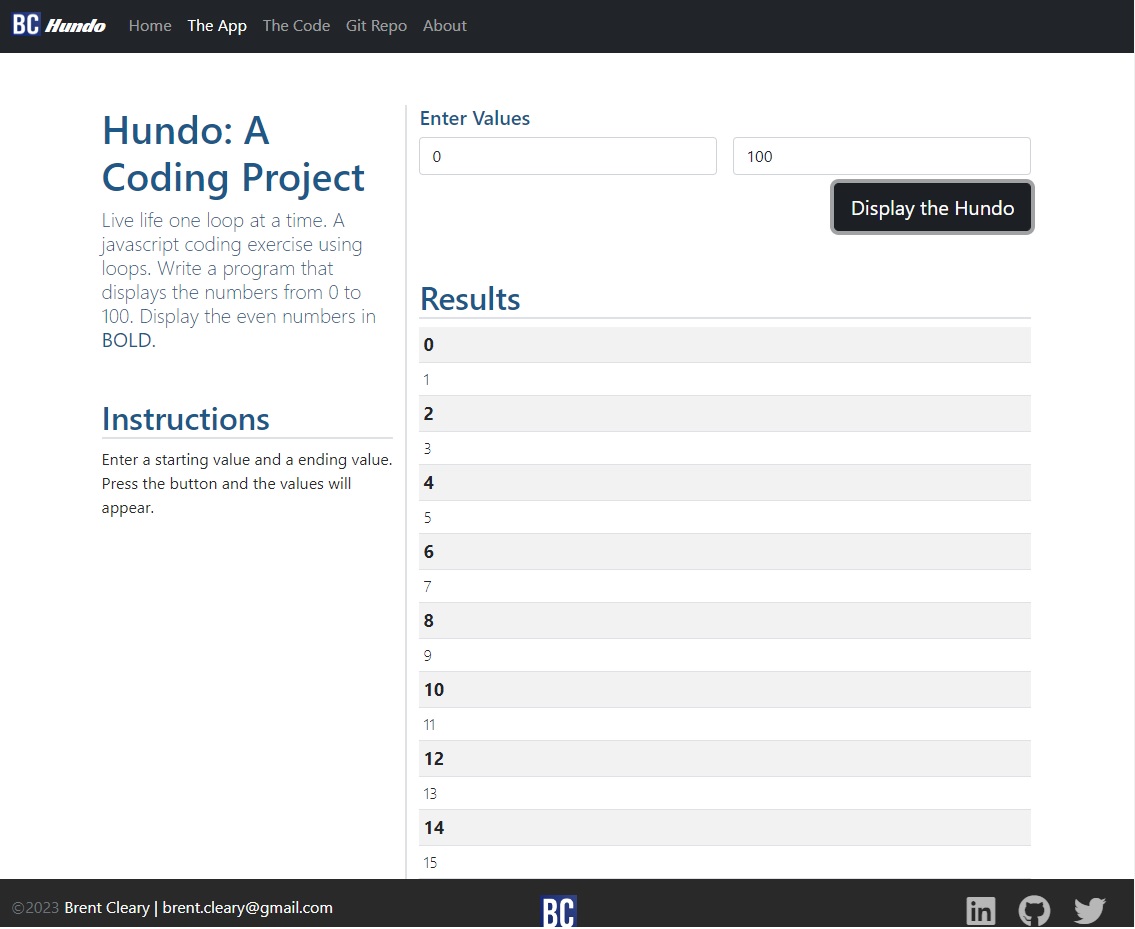 BC Hundo Home The App The Code Git Repo About
Hundo: A
Coding Project
Live life one loop at a time. A
javascript coding exercise using
loops. Write a program that
displays the numbers from 0 to
100. Display the even numbers in
BOLD.
Instructions
Enter a starting value and a ending value.
Press the button and the values will
appear.
Enter Values
0 100
Display the Hundo
Results
0
1
2
3
4
5
6
7
8
9
10
11
12
13
14
15
©2023 Brent Cleary | brent.cleary@gmail.com BC in